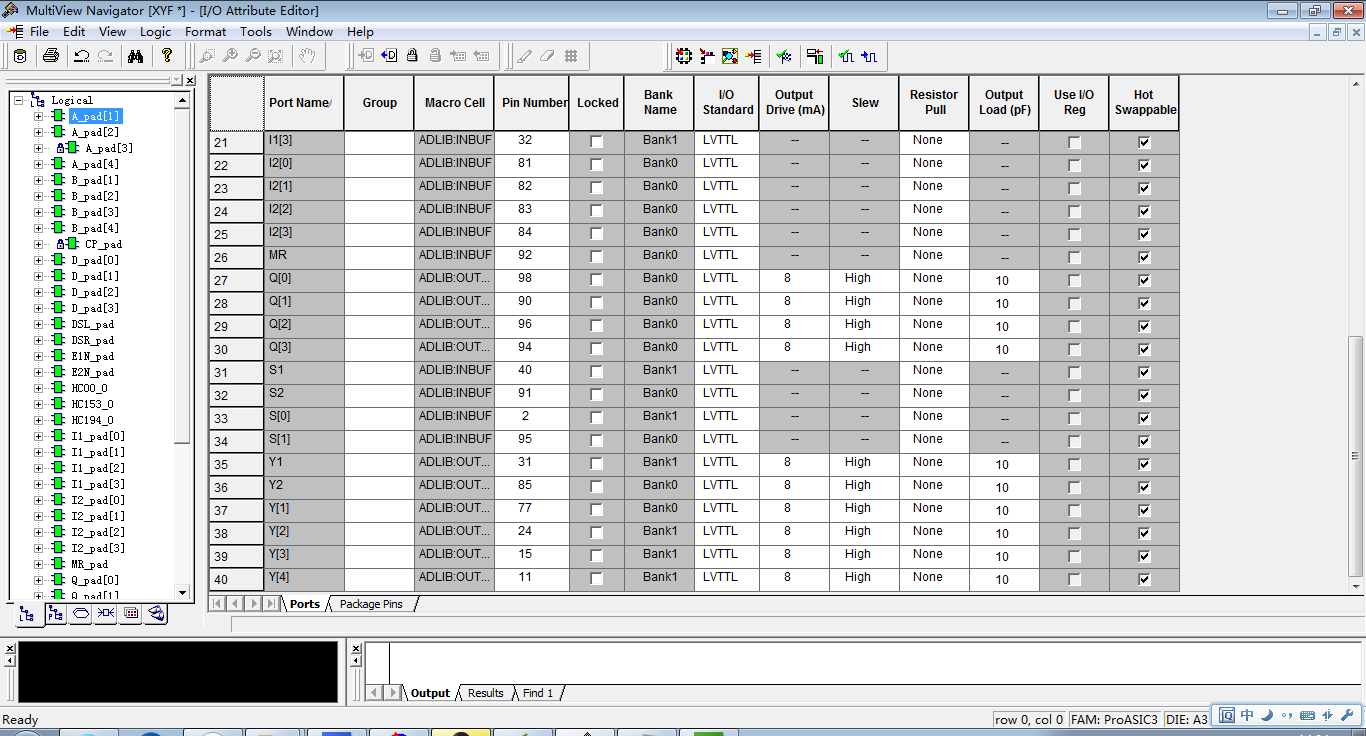 MultiView Navigator [XYF *] - [I/O Attribute Editor]
File Edit View Logic Format Tools Window Help
Logical
A_pad[1]
A_pad[2]
A_pad[3]
A_pad[4]
B_pad[1]
B_pad[2]
B_pad[3]
B_pad[4]
CP_pad
D_pad[0]
D_pad[1]
D_pad[2]
D_pad[3]
DSL_pad
DSR_pad
E1N_pad
E2N_pad
HC00_0
HC153_0
HC194_0
I1_pad[0]
I1_pad[1]
I1_pad[2]
I1_pad[3]
I2_pad[0]
I2_pad[1]
I2_pad[2]
I2_pad[3]
MR_pad
Q_pad[0]
Q_pad[1]
Port Name Group Macro Cell Pin Number Locked Bank Name I/O Standard Output Drive (mA) Slew Resistor Pull Output Load (pF) Use I/O Reg Hot Swappable
21 I1[3] ADLIB:INBUF 32 Bank1 LVTTL -- -- None --
22 I2[0] ADLIB:INBUF 81 Bank0 LVTTL -- -- None --
23 I2[1] ADLIB:INBUF 82 Bank0 LVTTL -- -- None --
24 I2[2] ADLIB:INBUF 83 Bank0 LVTTL -- -- None --
25 I2[3] ADLIB:INBUF 84 Bank0 LVTTL -- -- None --
26 MR ADLIB:INBUF 92 Bank0 LVTTL -- -- None --
27 Q[0] ADLIB:OUT... 98 Bank0 LVTTL 8 High None 10
28 Q[1] ADLIB:OUT... 90 Bank0 LVTTL 8 High None 10
29 Q[2] ADLIB:OUT... 96 Bank0 LVTTL 8 High None 10
30 Q[3] ADLIB:OUT... 94 Bank0 LVTTL 8 High None 10
31 S1 ADLIB:INBUF 40 Bank1 LVTTL -- -- None --
32 S2 ADLIB:INBUF 91 Bank0 LVTTL -- -- None --
33 S[0] ADLIB:INBUF 2 Bank1 LVTTL -- -- None --
34 S[1] ADLIB:INBUF 95 Bank0 LVTTL -- -- None --
35 Y1 ADLIB:OUT... 31 Bank1 LVTTL 8 High None 10
36 Y2 ADLIB:OUT... 85 Bank0 LVTTL 8 High None 10
37 Y[1] ADLIB:OUT... 77 Bank0 LVTTL 8 High None 10
38 Y[2] ADLIB:OUT... 24 Bank1 LVTTL 8 High None 10
39 Y[3] ADLIB:OUT... 15 Bank1 LVTTL 8 High None 10
40 Y[4] ADLIB:OUT... 11 Bank1 LVTTL 8 High None 10
Ports Package Pins
Output Results Find 1
Ready
row 0, col 0 FAM: ProASIC3 DIE: A3
中